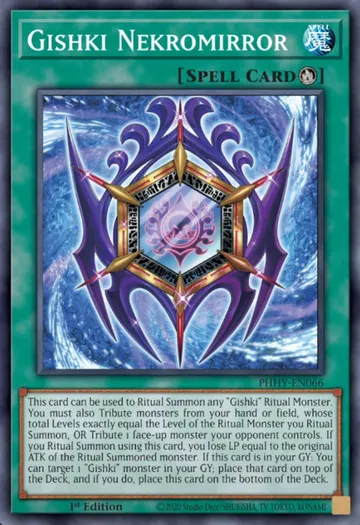 Gishki Nekromirror
[Spell Card]
PHHY-EN066
This card can be used to Ritual Summon any "Gishki" Ritual Monster.
You must also Tribute monsters from your hand or field, whose
total Levels exactly equal the Level of the Ritual Monster you Ritual
Summon, OR Tribute 1 face-up monster your opponent controls. If
you Ritual Summon using this card, you lose LP equal to the original
ATK of the Ritual Summoned monster. If this card is in your GY: You
can target 1 "Gishki" monster in your GY; place that card on top of
the Deck, and if you do, place this card on the bottom of the Deck.
1st Edition
©2020 Studio Dice/SHUEISHA, TV TOKYO, KONAMI